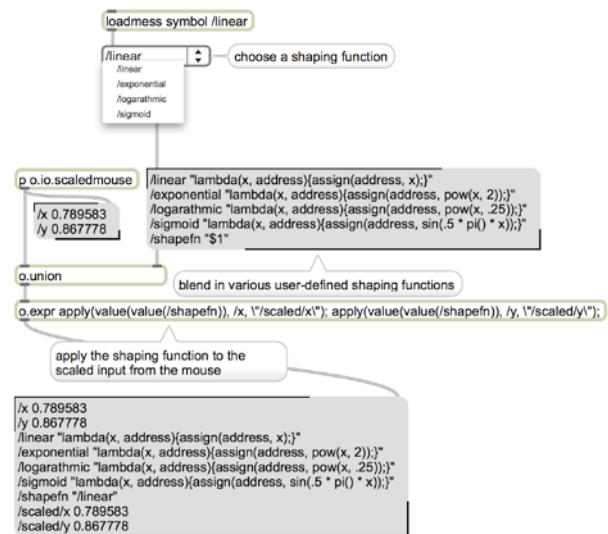 loadmess symbol /linear
/linear
choose a shaping function
/linear
/exponential
/logarathmic
/sigmoid
p o.io.scaledmouse
/x 0.789583
/y 0.867778
/linear "lambda(x, address){assign(address, x);}"
/exponential "lambda(x, address){assign(address, pow(x, 2));}"
/logarathmic "lambda(x, address){assign(address, pow(x, .25));}"
/sigmoid "lambda(x, address){assign(address, sin(.5 * pi() * x));}"
/shapefn "$1"
o.union
blend in various user-defined shaping functions
o.expr apply(value(value(/shapefn)), /x, \"/scaled/x\"); apply(value(value(/shapefn)), /y, \"/scaled/y\");
apply the shaping function to the
scaled input from the mouse
/x 0.789583
/y 0.867778
/linear "lambda(x, address){assign(address, x);}"
/exponential "lambda(x, address){assign(address, pow(x, 2));}"
/logarathmic "lambda(x, address){assign(address, pow(x, .25));}"
/sigmoid "lambda(x, address){assign(address, sin(.5 * pi() * x));}"
/shapefn "/linear"
/scaled/x 0.789583
/scaled/y 0.867778